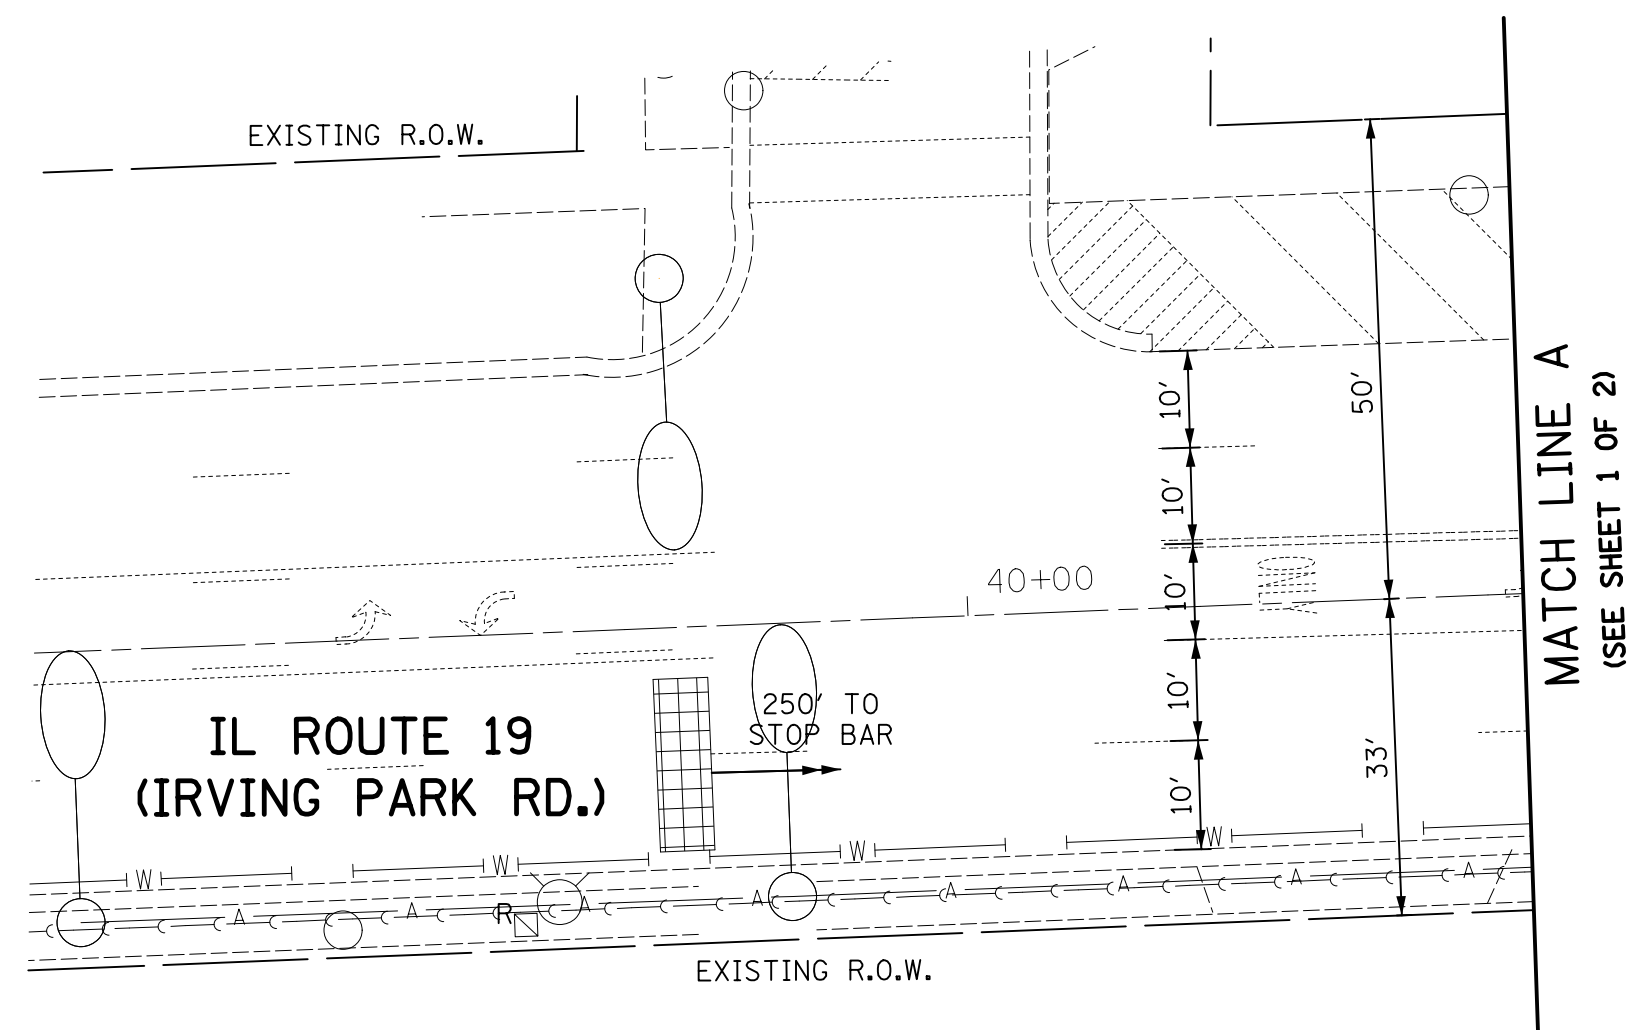 EXISTING R.O.W.
50'
10'
10'
40+00
10'
10'
250' TO
STOP BAR
IL ROUTE 19
(IRVING PARK RD.)
33'
10'
W
W
W
W
A
A
R
A
A
A
A
A
A
EXISTING R.O.W.
MATCH LINE A
(SEE SHEET 1 OF 2)